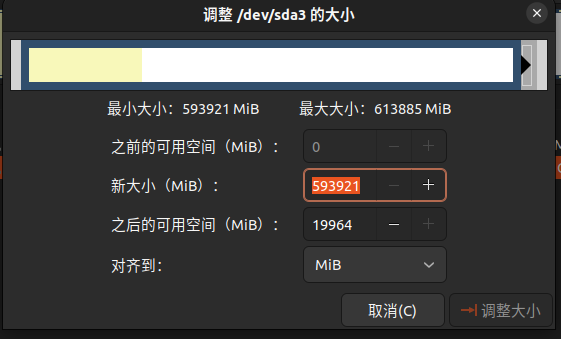 调整 /dev/sda3 的大小
最小大小：593921 MiB 最大大小：613885 MiB
之前的可用空间（MiB）： 0
新大小（MiB）： 593921
之后的可用空间（MiB）： 19964
对齐到： MiB
取消(C) 调整大小